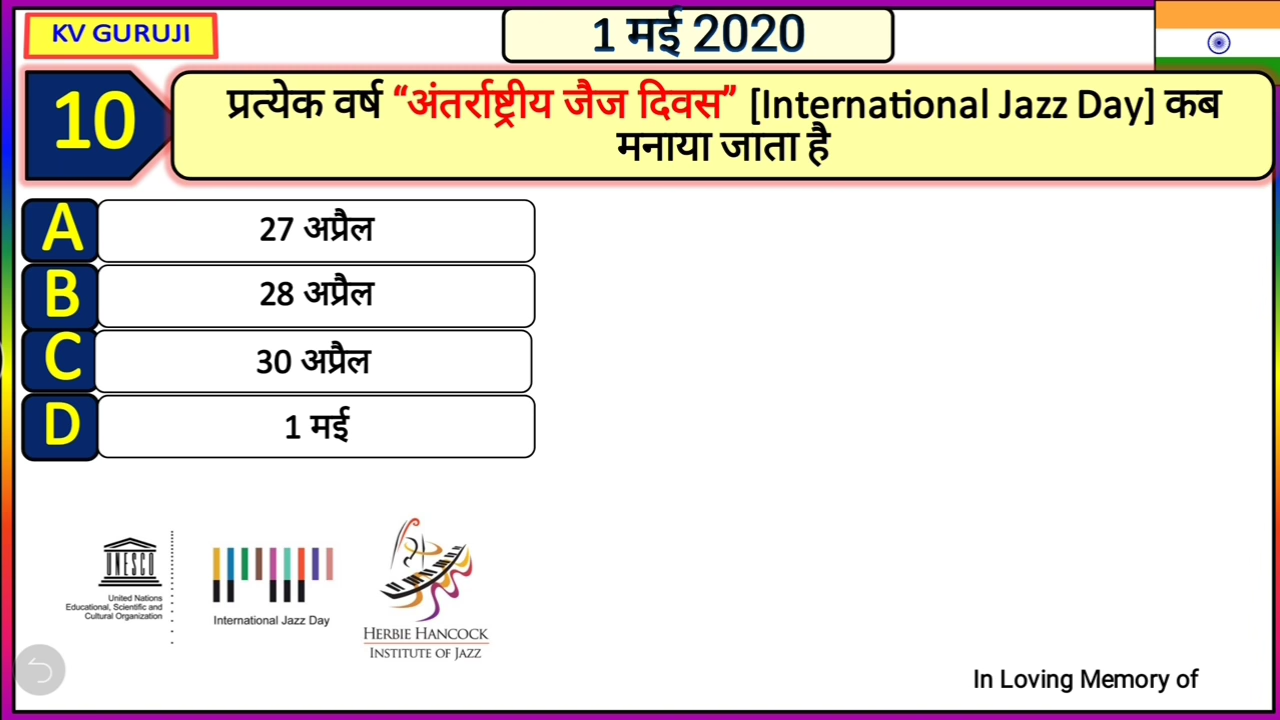 KV GURUJI
1 मई 2020
10
प्रत्येक वर्ष “अंतर्राष्ट्रीय जैज दिवस” [International Jazz Day] कब
मनाया जाता है
A
27 अप्रैल
B
28 अप्रैल
C
30 अप्रैल
D
1 मई
UNESCO
United Nations
Educational, Scientific and
Cultural Organization
International Jazz Day
HERBIE HANCOCK
INSTITUTE OF JAZZ
In Loving Memory of